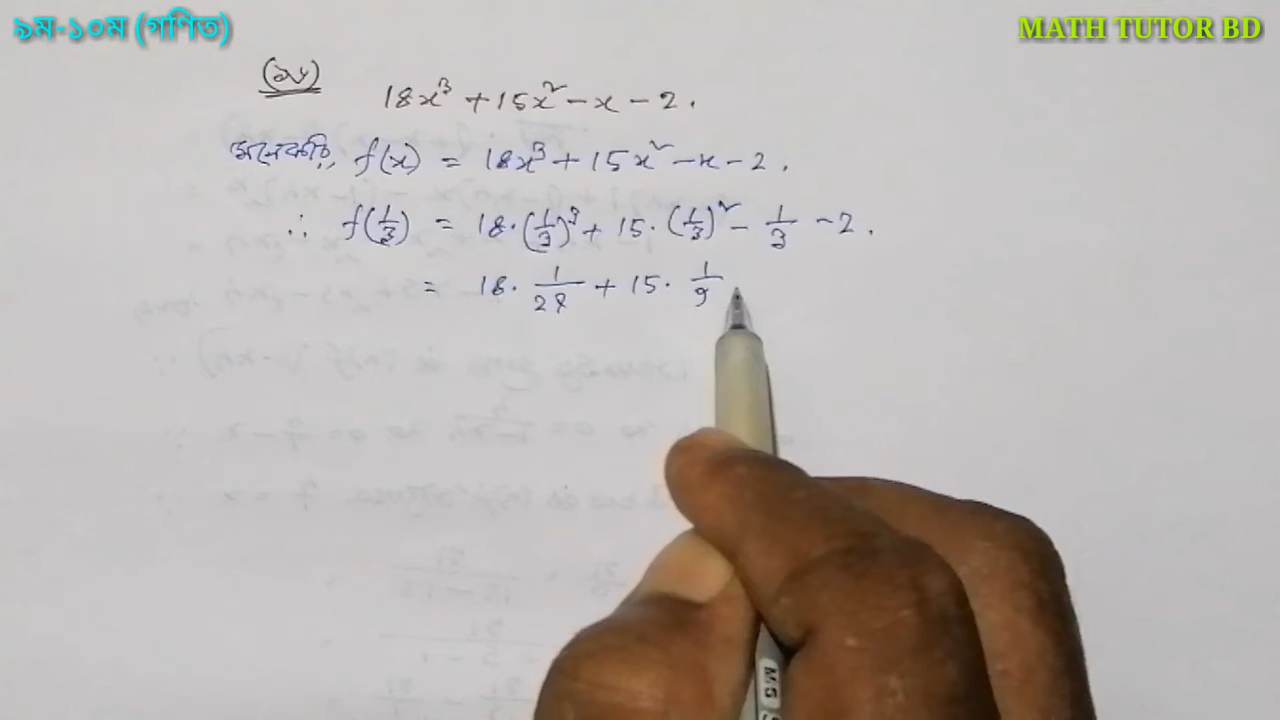 ৯ম-১০ম (গণিত)
MATH TUTOR BD
18x³ + 15x² - x - 2.
মনেকরি, f(x) = 18x³ + 15x² - x - 2.
∴ f(1/3) = 18·(1/3)³ + 15·(1/3)² - 1/3 - 2.
= 18· 1/27 + 15· 1/9